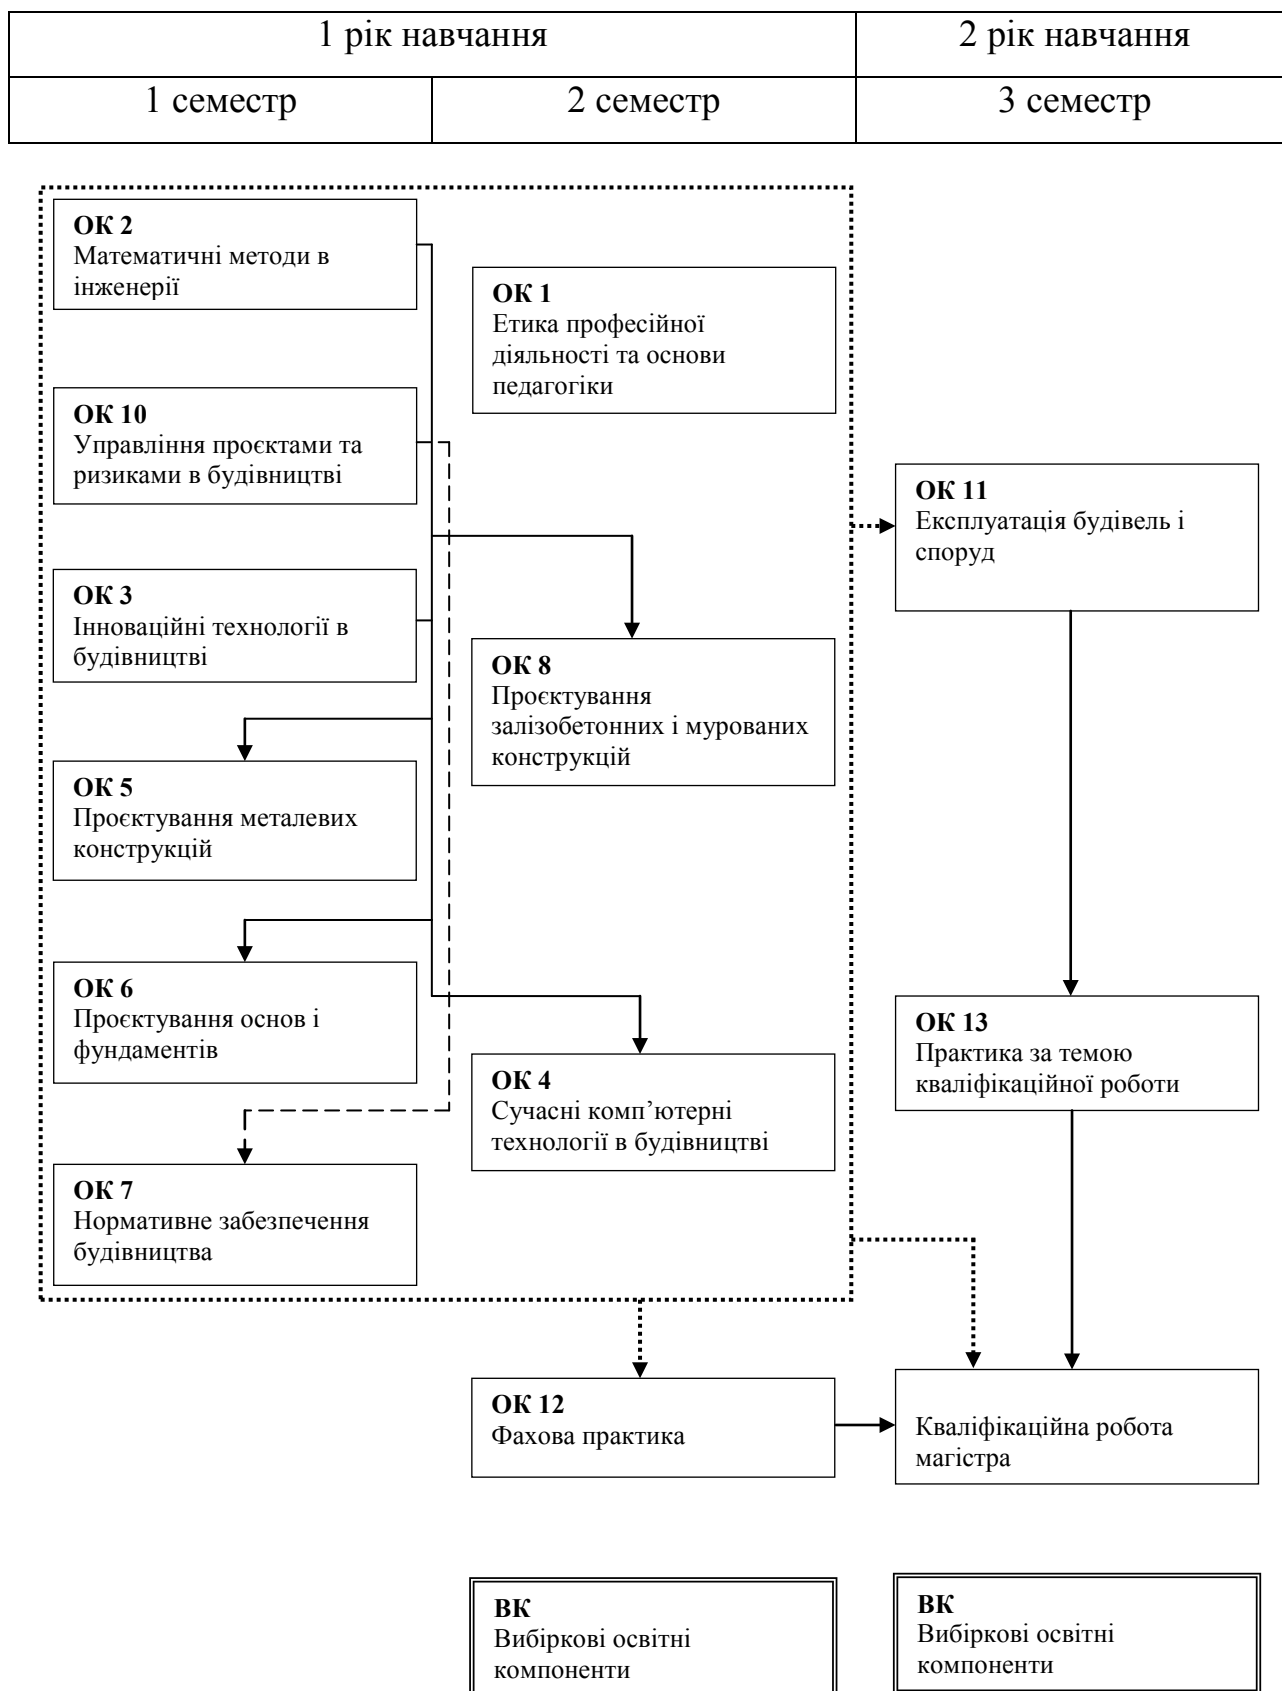 1 рік навчання
2 рік навчання
1 семестр
2 семестр
3 семестр
ОК 2
Математичні методи в
інженерії
ОК 10
Управління проєктами та
ризиками в будівництві
ОК 3
Інноваційні технології в
будівництві
ОК 5
Проєктування металевих
конструкцій
ОК 6
Проєктування основ і
фундаментів
ОК 7
Нормативне забезпечення
будівництва
ОК 1
Етика професійної
діяльності та основи
педагогіки
ОК 8
Проєктування
залізобетонних і мурованих
конструкцій
ОК 4
Сучасні комп’ютерні
технології в будівництві
ОК 12
Фахова практика
ВК
Вибіркові освітні
компоненти
ОК 11
Експлуатація будівель і
споруд
ОК 13
Практика за темою
кваліфікаційної роботи
Кваліфікаційна робота
магістра
ВК
Вибіркові освітні
компоненти